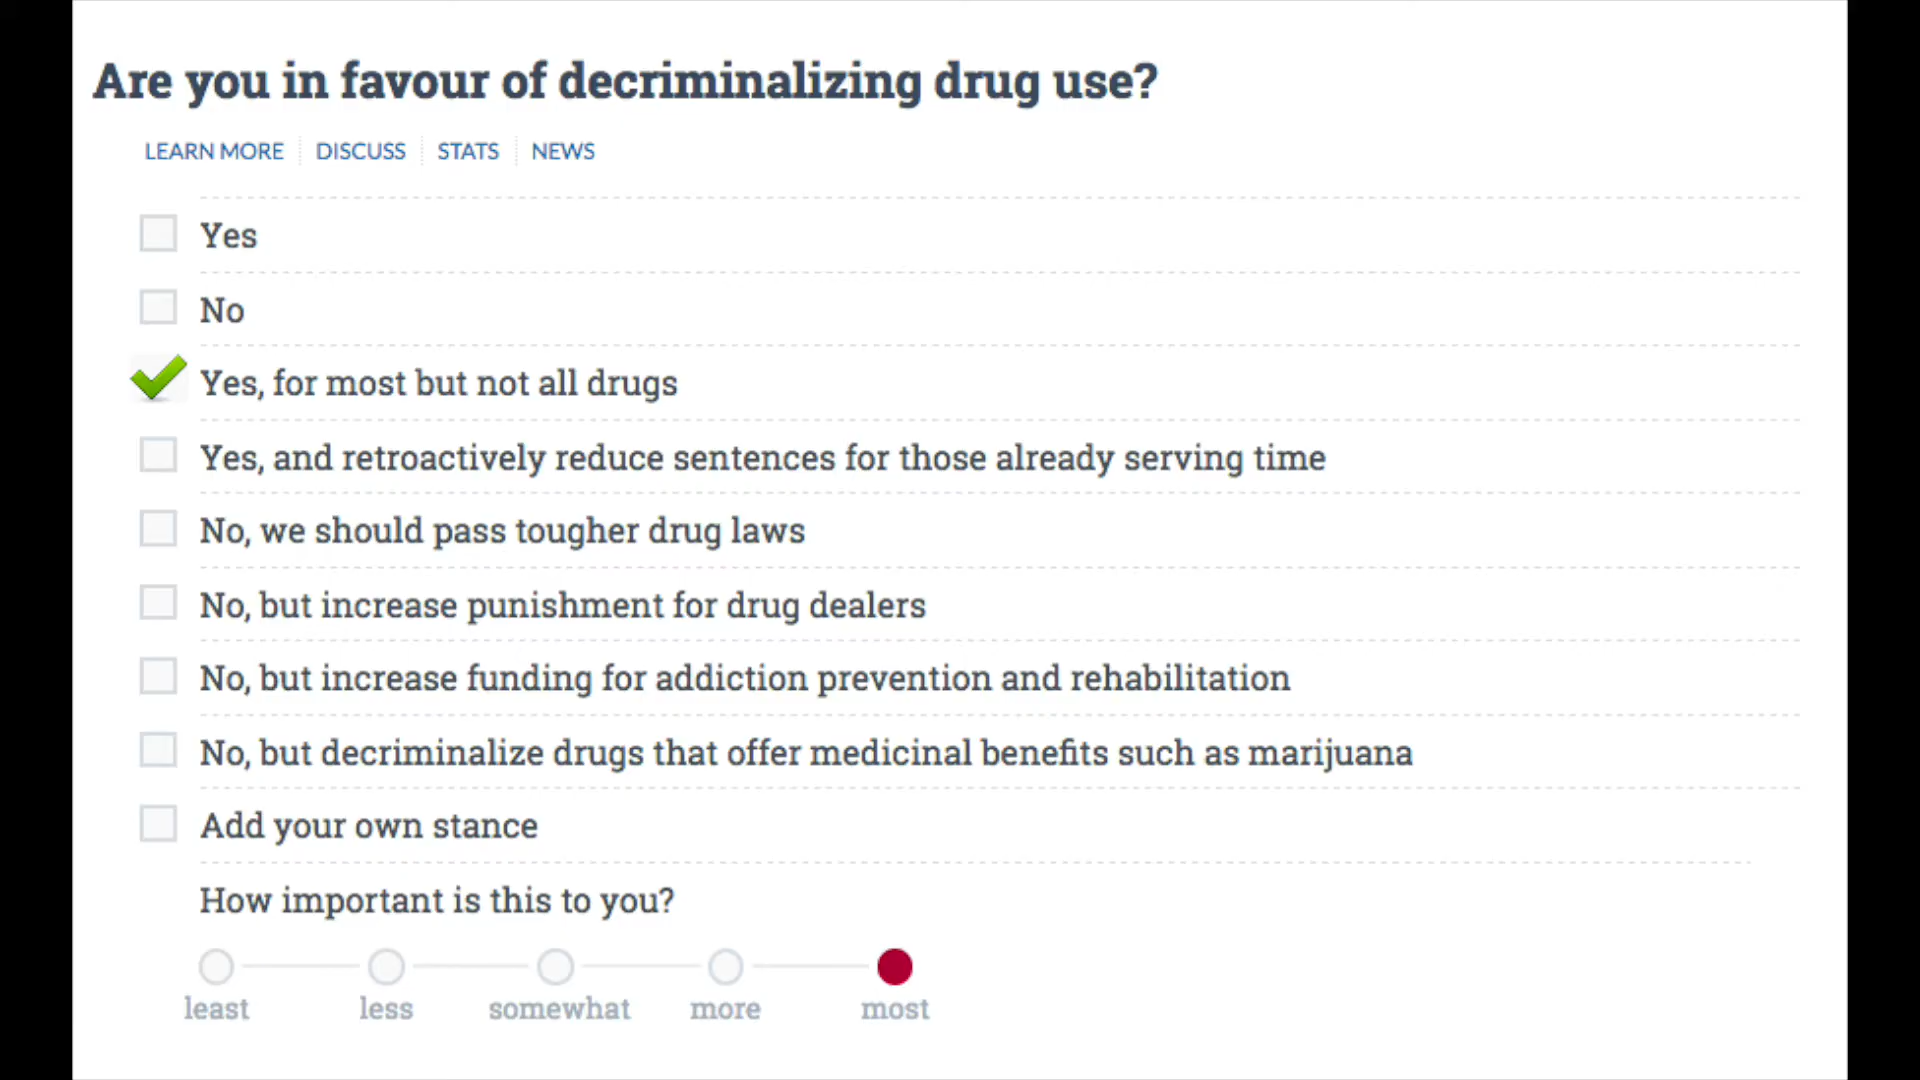 Are you in favour of decriminalizing drug use?
LEARN MORE DISCUSS STATS NEWS
Yes
No
Yes, for most but not all drugs
Yes, and retroactively reduce sentences for those already serving time
No, we should pass tougher drug laws
No, but increase punishment for drug dealers
No, but increase funding for addiction prevention and rehabilitation
No, but decriminalize drugs that offer medicinal benefits such as marijuana
Add your own stance
How important is this to you?
least less somewhat more most